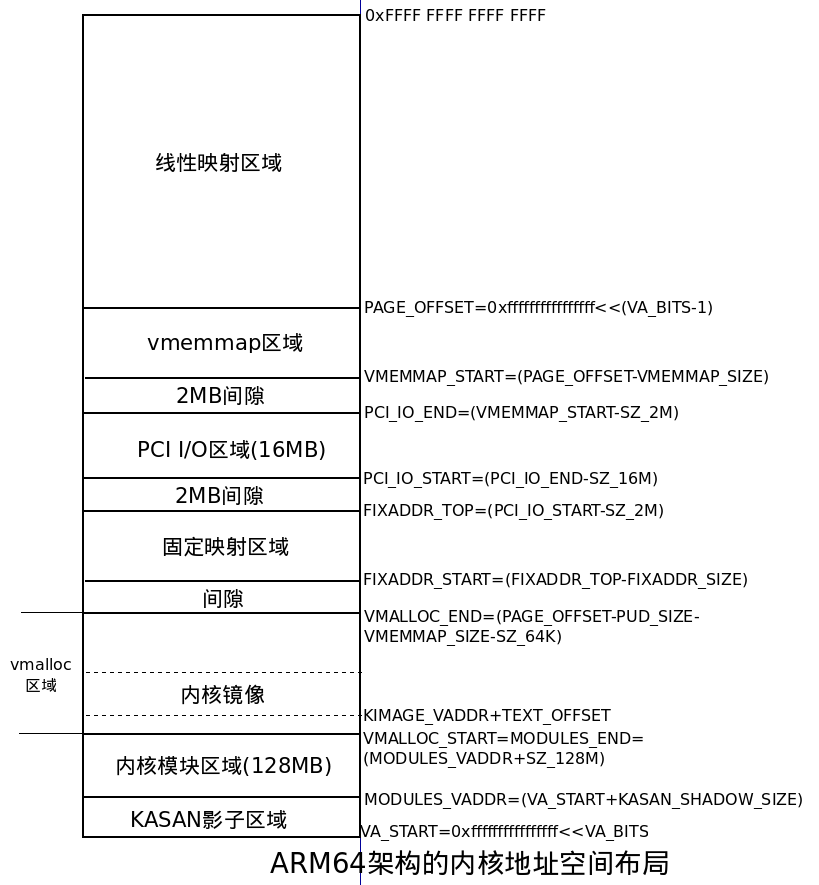 0xFFFF FFFF FFFF FFFF
线性映射区域
PAGE_OFFSET=0xffffffffffffffff<<(VA_BITS-1)
vmemmap区域
VMEMMAP_START=(PAGE_OFFSET-VMEMMAP_SIZE)
2MB间隙
PCI_IO_END=(VMEMMAP_START-SZ_2M)
PCI I/O区域(16MB)
PCI_IO_START=(PCI_IO_END-SZ_16M)
2MB间隙
FIXADDR_TOP=(PCI_IO_START-SZ_2M)
固定映射区域
FIXADDR_START=(FIXADDR_TOP-FIXADDR_SIZE)
间隙
VMALLOC_END=(PAGE_OFFSET-PUD_SIZE-
VMEMMAP_SIZE-SZ_64K)
vmalloc
区域
内核镜像
KIMAGE_VADDR+TEXT_OFFSET
VMALLOC_START=MODULES_END=
(MODULES_VADDR+SZ_128M)
内核模块区域(128MB)
MODULES_VADDR=(VA_START+KASAN_SHADOW_SIZE)
KASAN影子区域
VA_START=0xffffffffffffffff<<VA_BITS
ARM64架构的内核地址空间布局